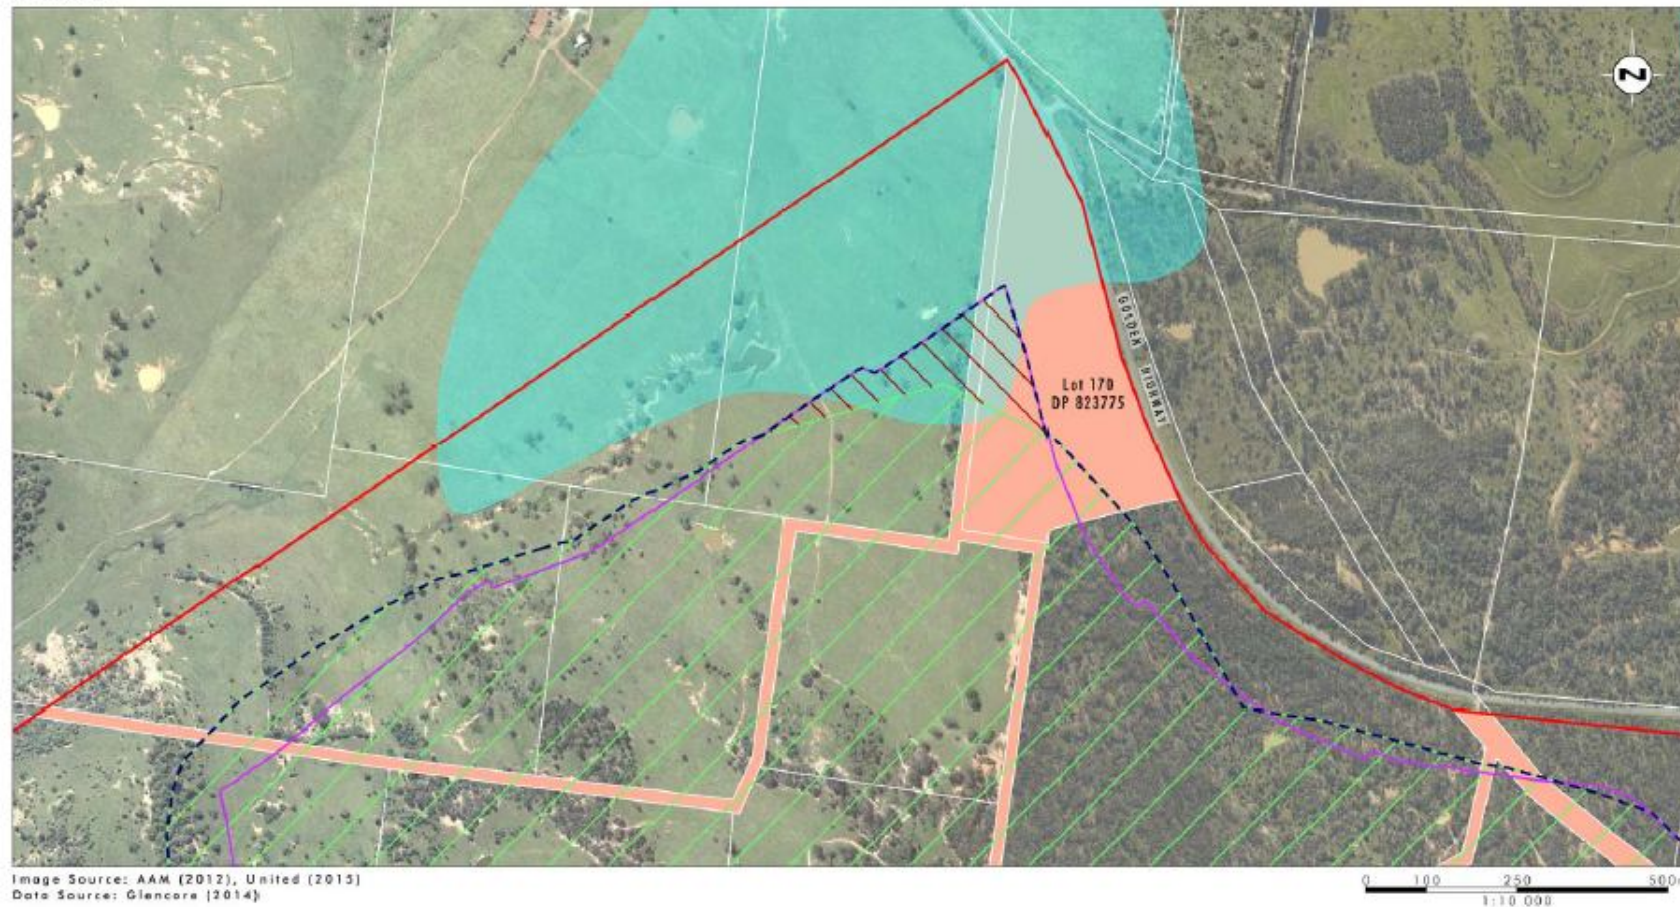 N
GOLDEN HIGHWAY
Lot 170
DP 823775
Image Source: AAM (2012), United (2015)
Data Source: Glencore (2014)
0 100 250 500
1:10 000